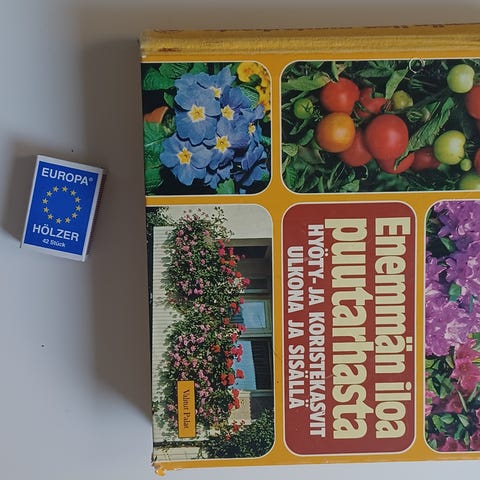 EUROPA®
HÖLZER
42 Stück
Enemmän iloa
puutarhasta
HYÖTY- JA KORISTEKASVIT
ULKONA JA SISÄLLÄ
Valitut Palat